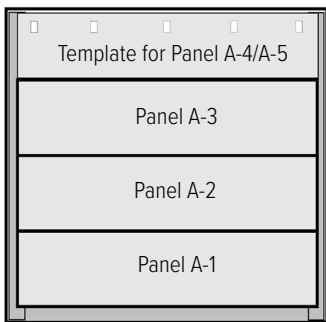 Template for Panel A-4/A-5
Panel A-3
Panel A-2
Panel A-1